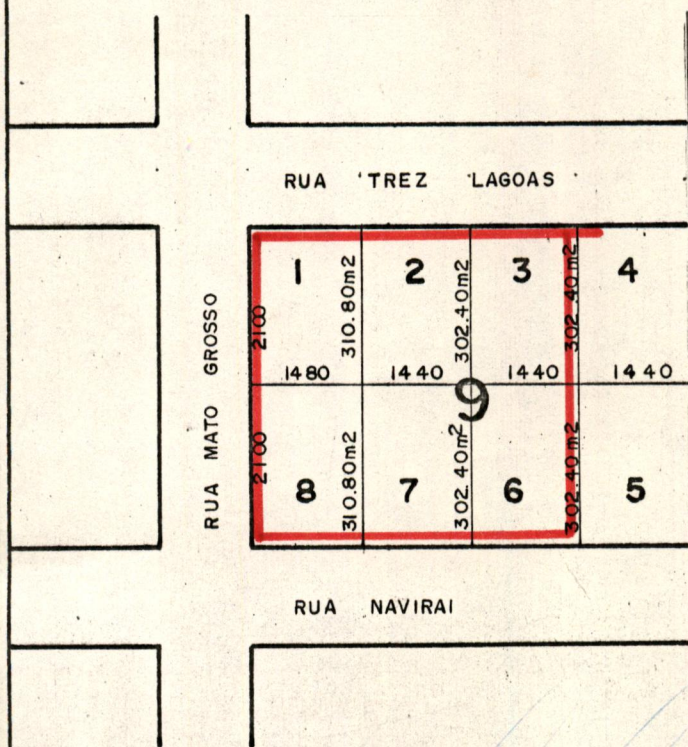 RUA TREZ LAGOAS
1 2 3 4
2100 310.80m2 302.40m2 302.40m2
1480 1440 1440 1440
9
RUA MATO GROSSO
2100 310.80m2 302.40m2 302.40m2
8 7 6 5
RUA NAVIRAI